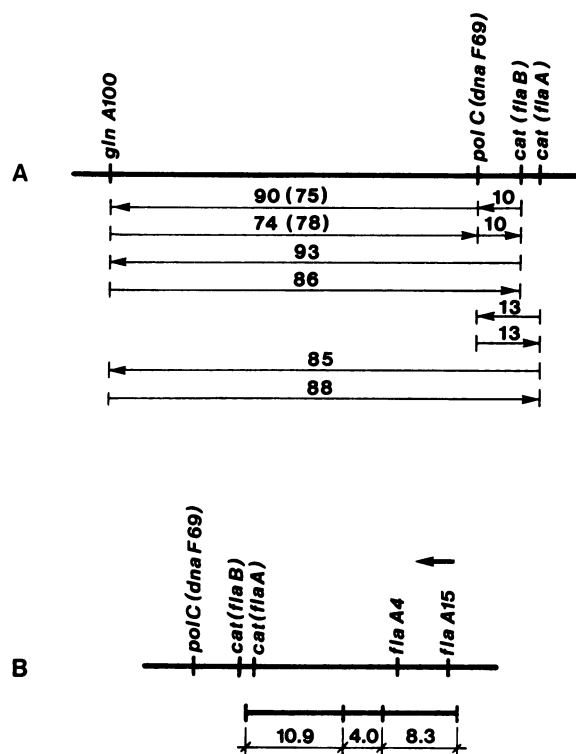 gln A100
pol C (dna F69)
cat (fla B)
cat (fla A)
A
90 (75)
10
74 (78)
10
93
86
13
13
85
88
pol C (dna F69)
cat (fla B)
cat (fla A)
fla A4
fla A15
B
10.9
4.0
8.3